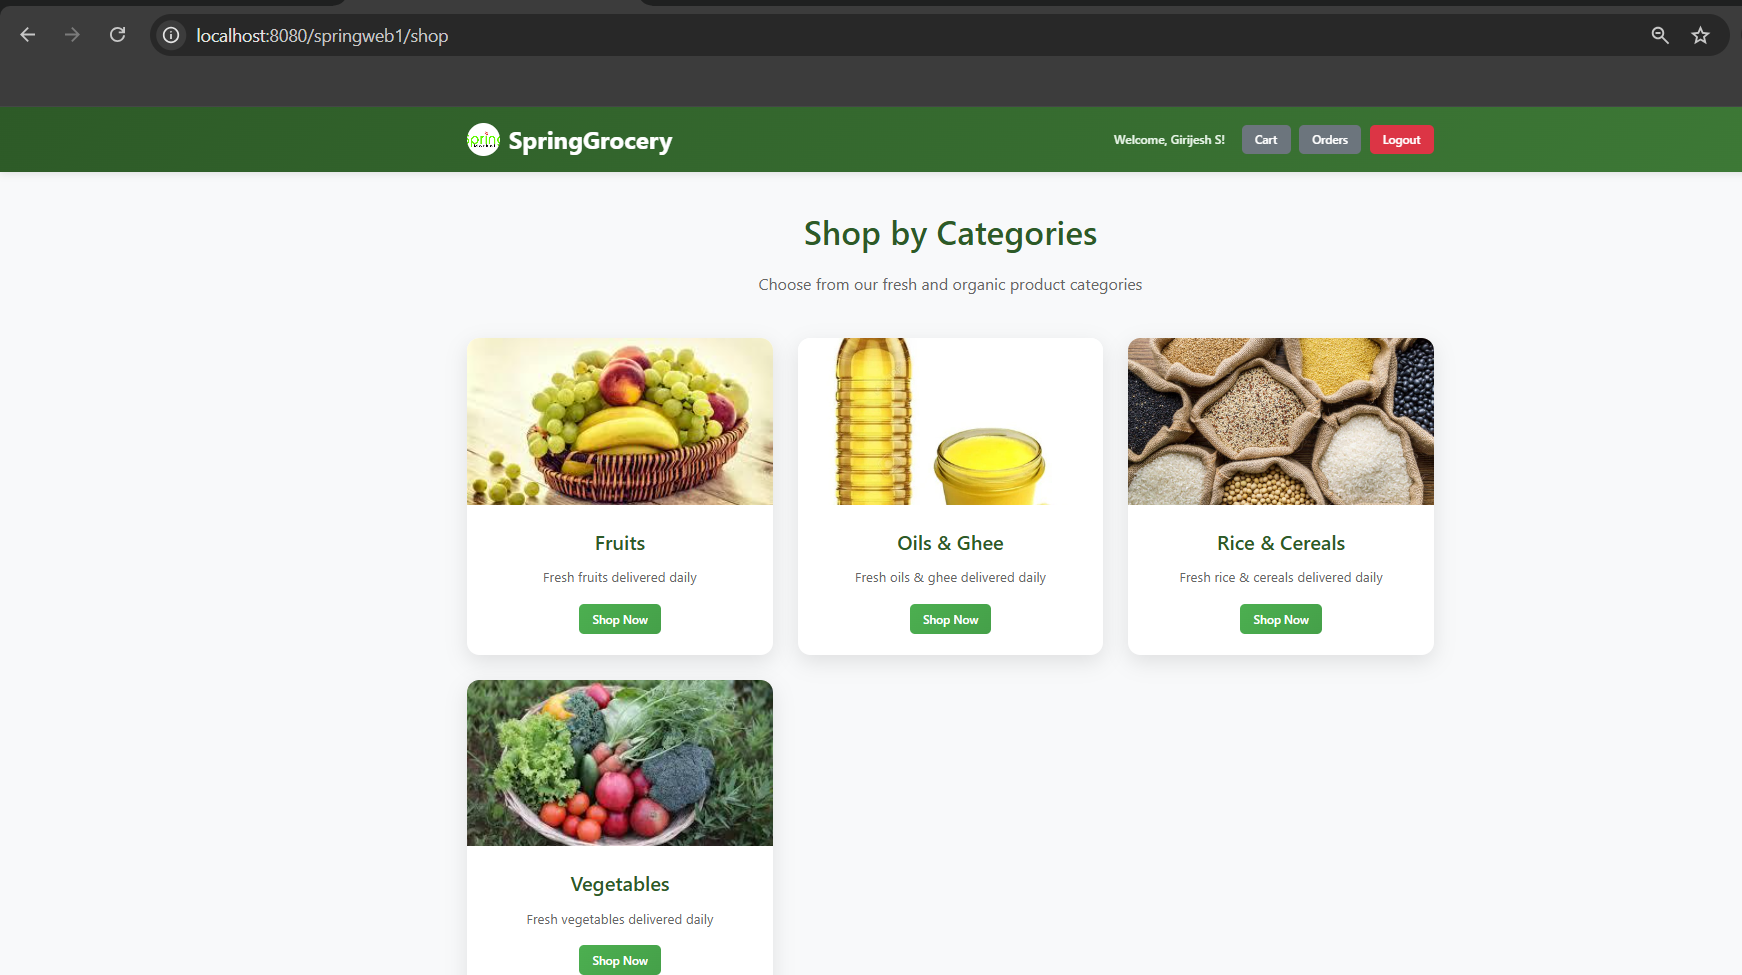 localhost:8080/springweb1/shop
SpringGrocery
Welcome, Girijesh S!
Cart
Orders
Logout
Shop by Categories
Choose from our fresh and organic product categories
Fruits
Fresh fruits delivered daily
Shop Now
Oils & Ghee
Fresh oils & ghee delivered daily
Shop Now
Rice & Cereals
Fresh rice & cereals delivered daily
Shop Now
Vegetables
Fresh vegetables delivered daily
Shop Now